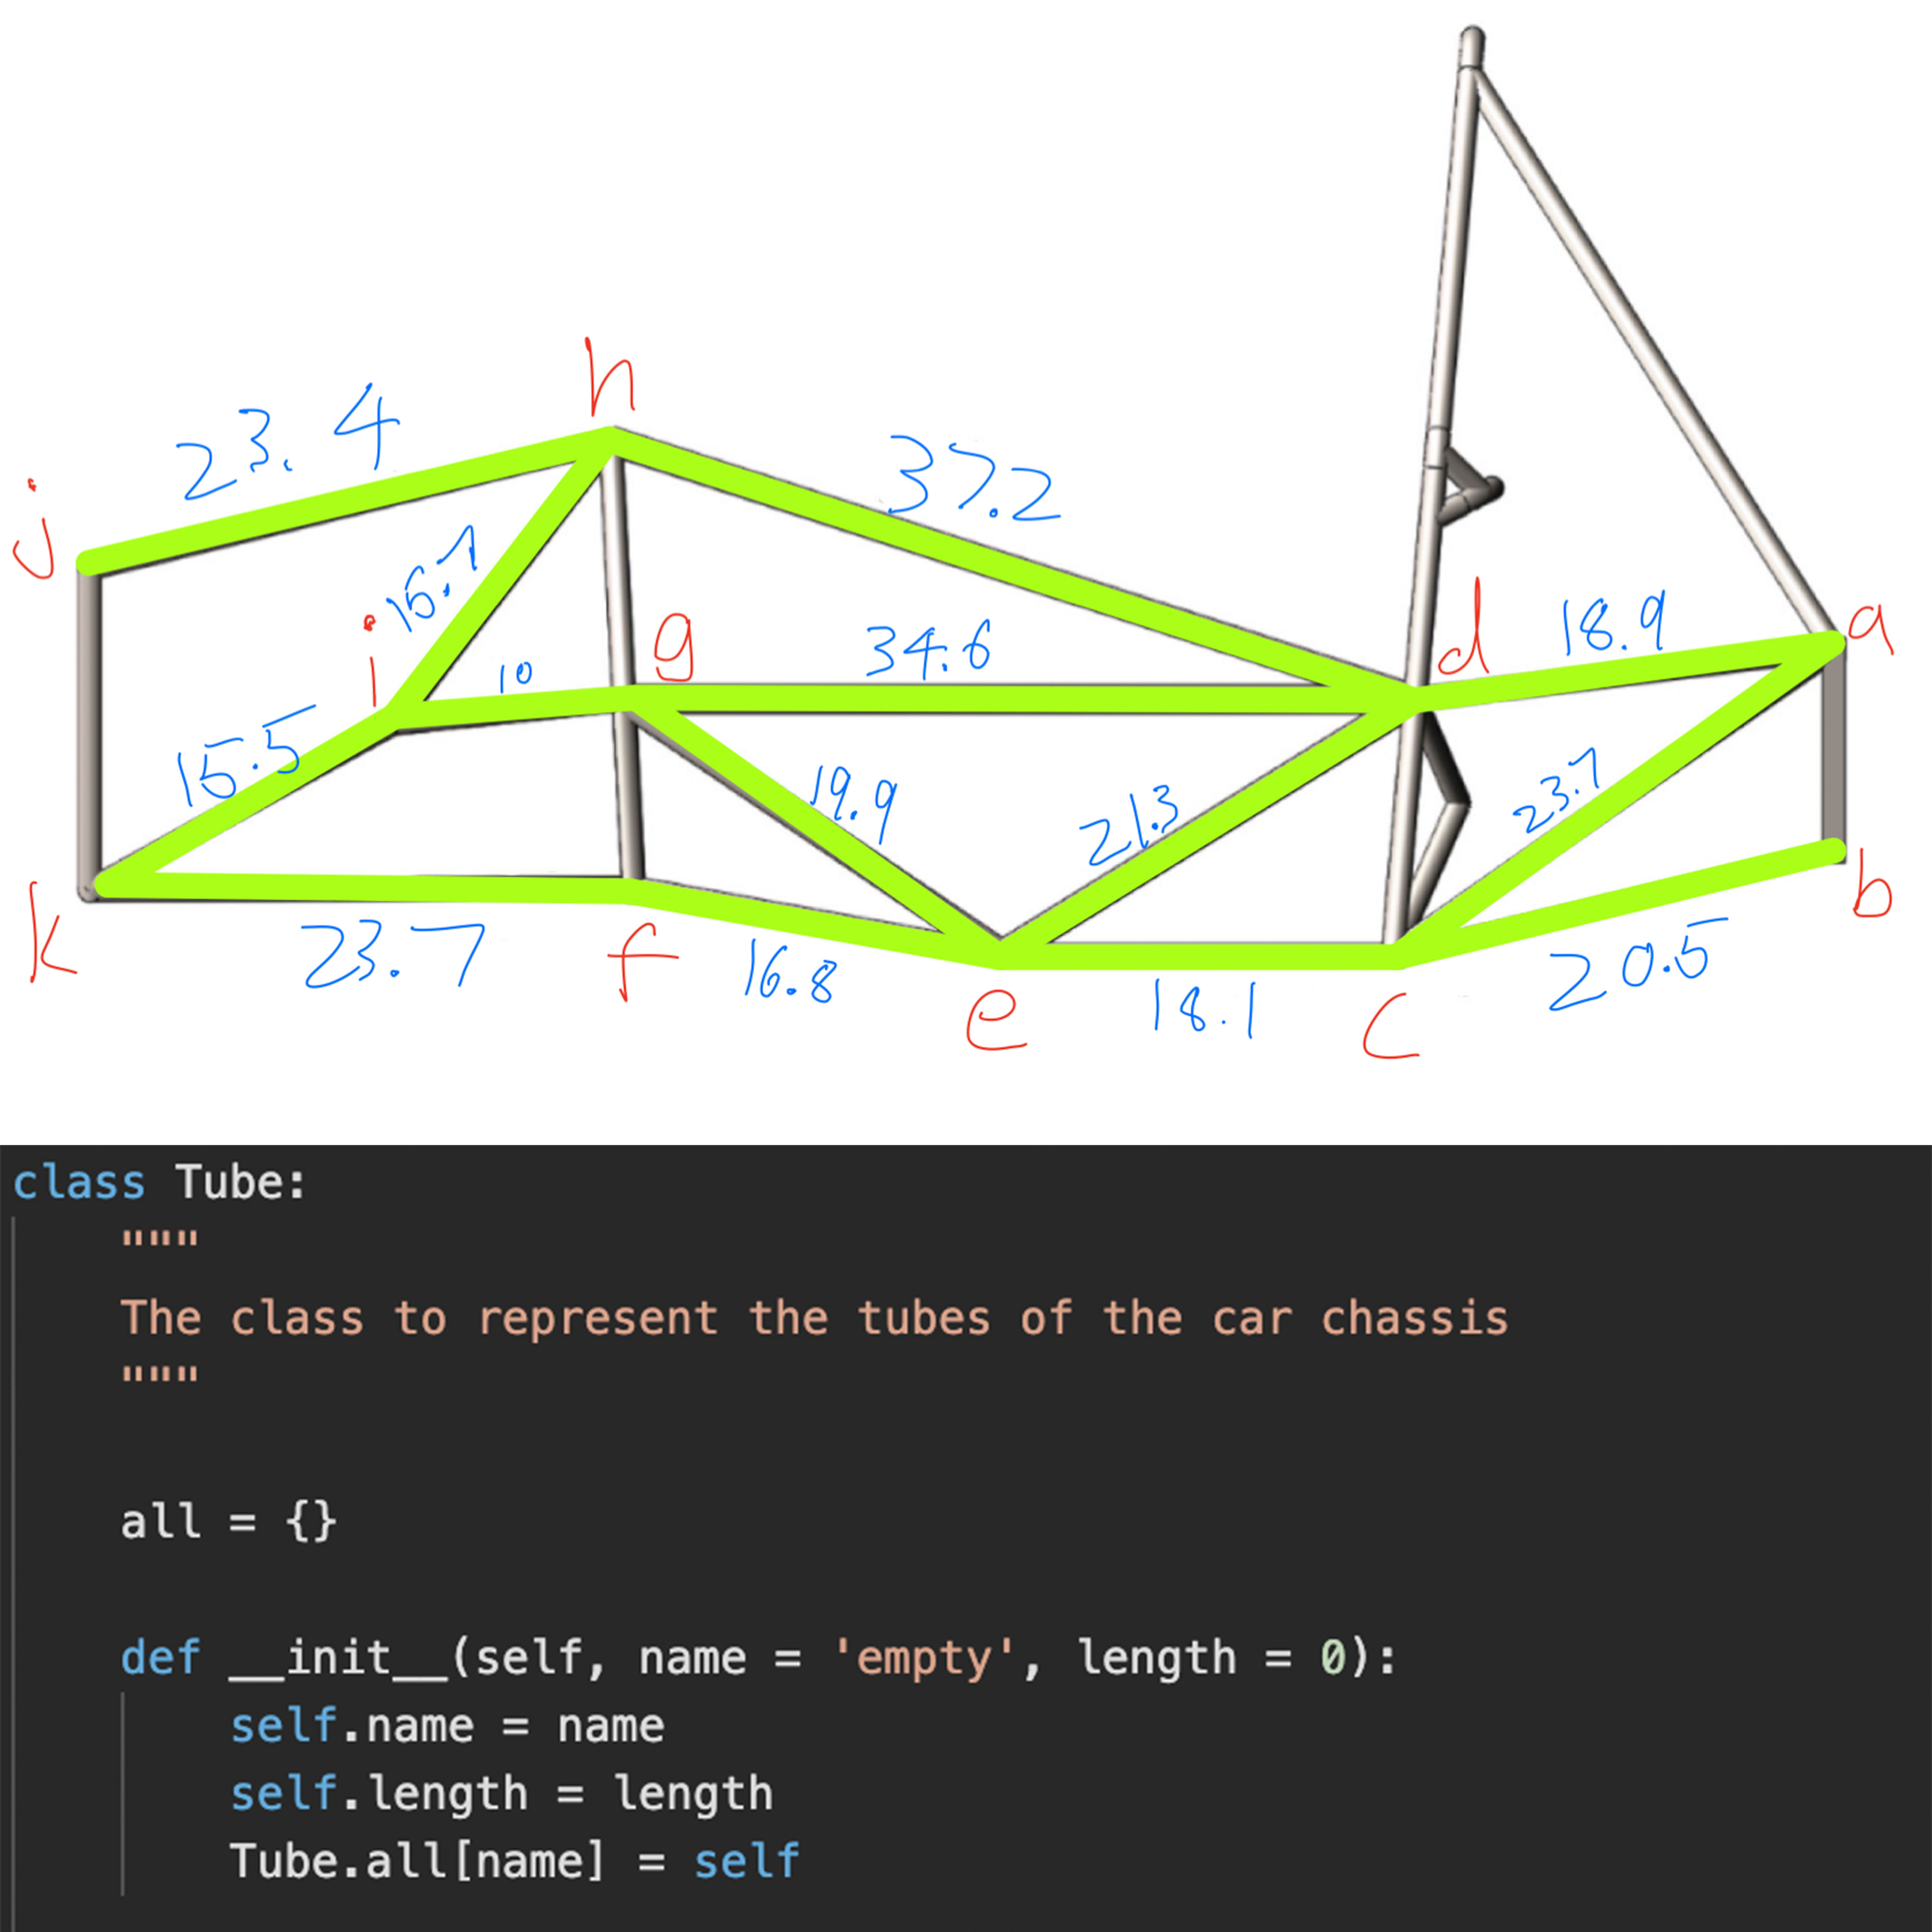 h
23.4
37.2
j
16.7
i
g
d
a
18.9
34.6
10
15.5
19.9
21.3
23.7
b
k
23.7
f
16.8
e
18.1
c
20.5
class Tube:
"""
The class to represent the tubes of the car chassis
"""
all = {}
def __init__(self, name = 'empty', length = 0):
self.name = name
self.length = length
Tube.all[name] = self